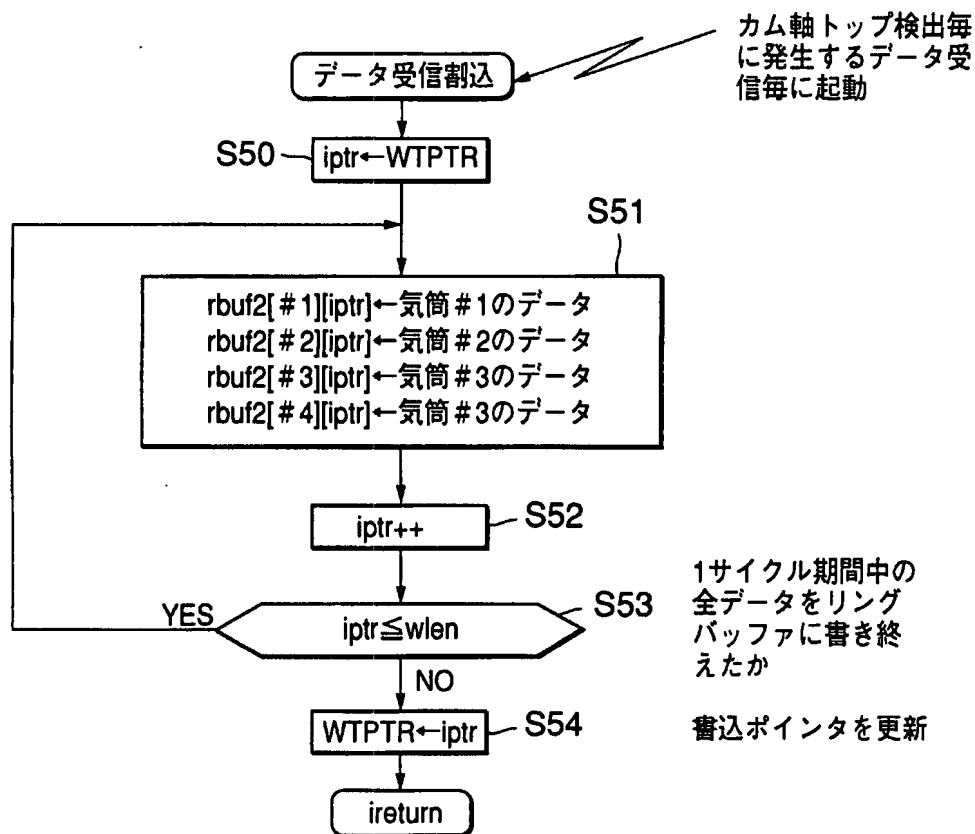 カム軸トップ検出毎
に発生するデータ受
信毎に起動
データ受信割込
S50
iptr←WTPTR
S51
rbuf2[#1][iptr]←気筒#1のデータ
rbuf2[#2][iptr]←気筒#2のデータ
rbuf2[#3][iptr]←気筒#3のデータ
rbuf2[#4][iptr]←気筒#3のデータ
iptr++
S52
YES
iptr≦wlen
S53
1サイクル期間中の
全データをリング
バッファに書き終
えたか
NO
WTPTR←iptr
S54
書込ポインタを更新
ireturn